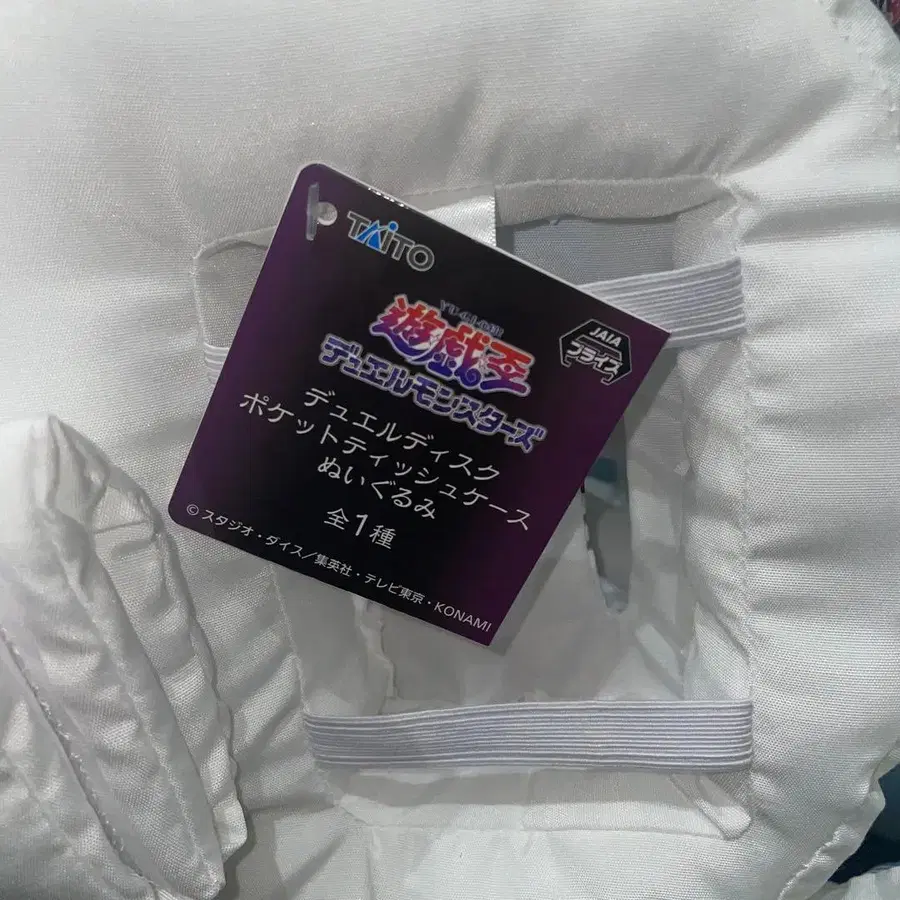 TAITO
YU-GI-OH!
遊戯王
デュエルモンスターズ
JAIA
プライズ
デュエルディスク
ポケットティッシュケース
ぬいぐるみ
全1種
© スタジオ・ダイス/集英社・テレビ東京・KONAMI